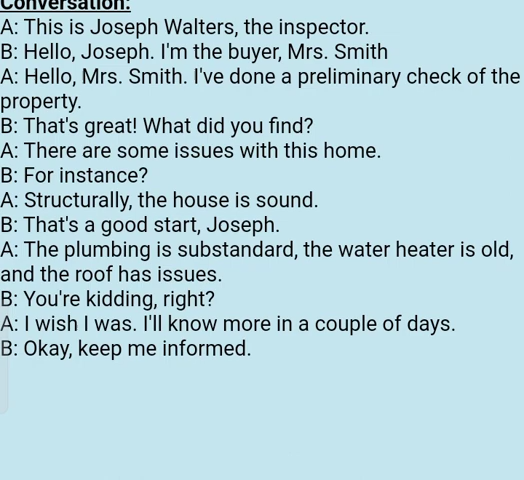 Conversation:
A: This is Joseph Walters, the inspector.
B: Hello, Joseph. I'm the buyer, Mrs. Smith
A: Hello, Mrs. Smith. I've done a preliminary check of the
property.
B: That's great! What did you find?
A: There are some issues with this home.
B: For instance?
A: Structurally, the house is sound.
B: That's a good start, Joseph.
A: The plumbing is substandard, the water heater is old,
and the roof has issues.
B: You're kidding, right?
A: I wish I was. I'll know more in a couple of days.
B: Okay, keep me informed.